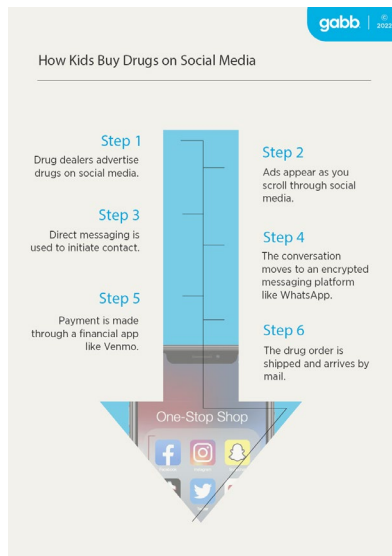 gabb
©
2022
How Kids Buy Drugs on Social Media
Step 1
Drug dealers advertise
drugs on social media.
Step 2
Ads appear as you
scroll through social
media.
Step 3
Direct messaging is
used to initiate contact.
Step 4
The conversation
moves to an encrypted
messaging platform
like WhatsApp.
Step 5
Payment is made
through a financial app
like Venmo.
Step 6
The drug order is
shipped and arrives by
mail.
One-Stop Shop